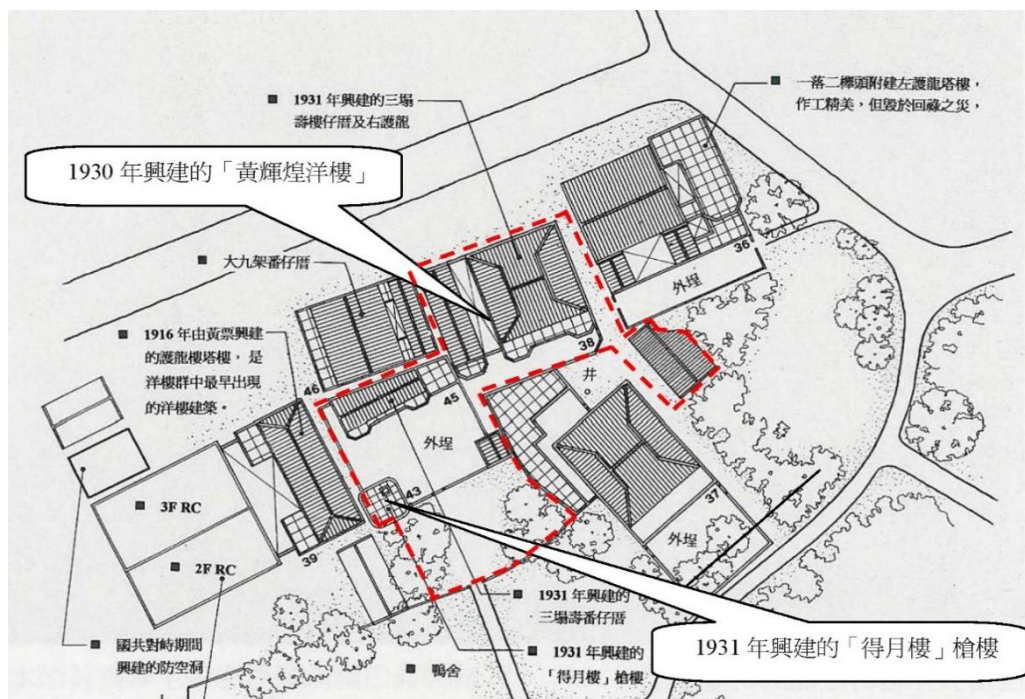 ■ 一落二櫸頭附建左護龍塔樓，
作工精美，但毀於回祿之災，
■ 1931 年興建的三塌
壽樓仔厝及右護龍
1930 年興建的「黃輝煌洋樓」
36
外埕
■ 大九架番仔厝
■ 1916 年由黃票興建
的護龍樓塔樓，是
洋樓群中最早出現
的洋樓建築。
38
井
46
45
外埕
43
37
外埕
■ 3F RC
■ 2F RC
39
■ 1931 年興建的
三塌壽番仔厝
■ 國共對峙期間
興建的防空洞
■ 鴨舍
■ 1931 年興建的
「得月樓」槍樓
1931 年興建的「得月樓」槍樓